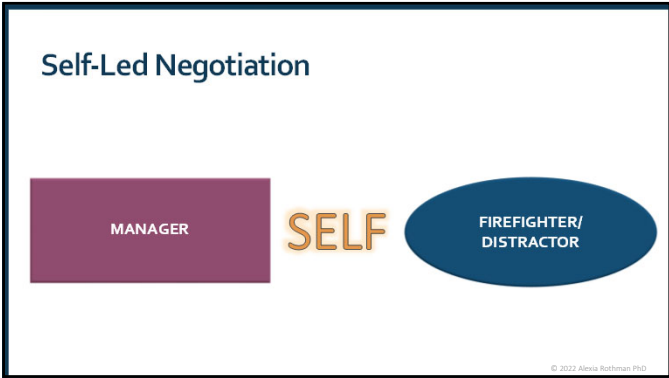 Self-Led Negotiation
MANAGER
SELF
FIREFIGHTER/
DISTRACTOR
© 2022 Alexia Rothman PhD